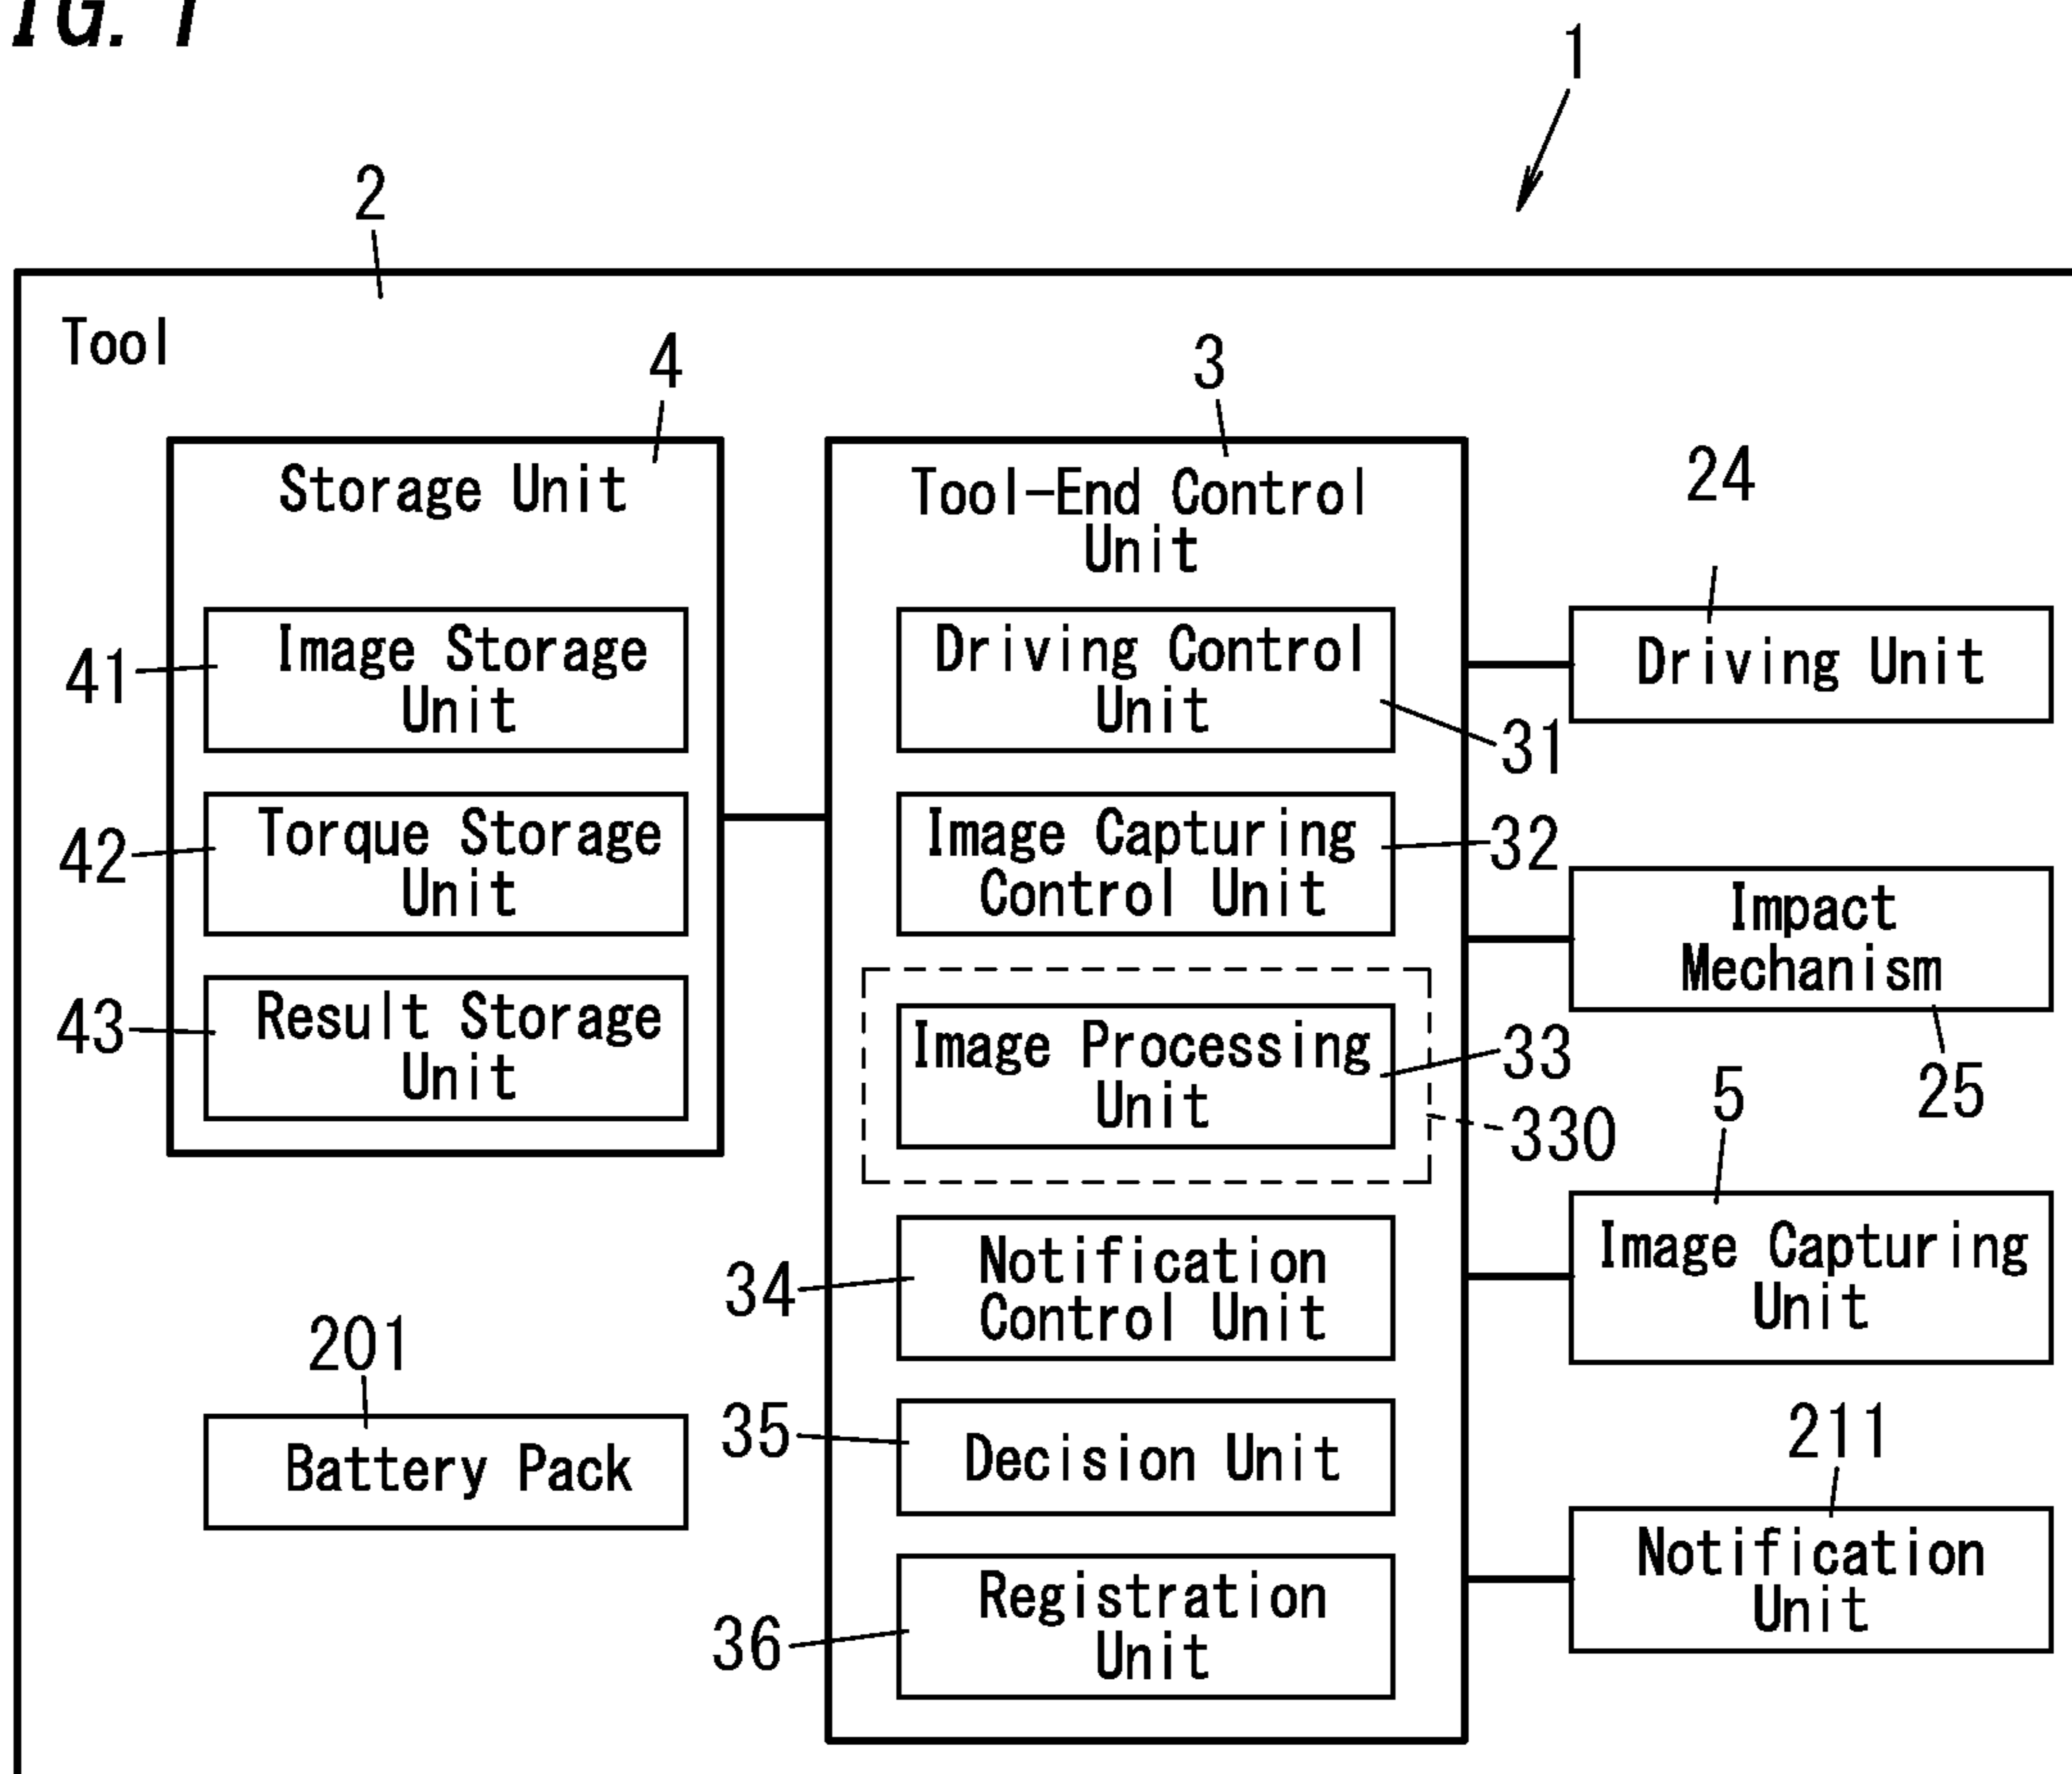 IG. 1
1
2
Tool
4
3
Storage Unit
Tool-End Control
Unit
24
41
Image Storage
Unit
Driving Control
Unit
31
Driving Unit
42
Torque Storage
Unit
Image Capturing
Control Unit
32
Impact
Mechanism
25
43
Result Storage
Unit
Image Processing
Unit
33
330
5
Image Capturing
Unit
34
Notification
Control Unit
201
Battery Pack
35
Decision Unit
211
Notification
Unit
36
Registration
Unit